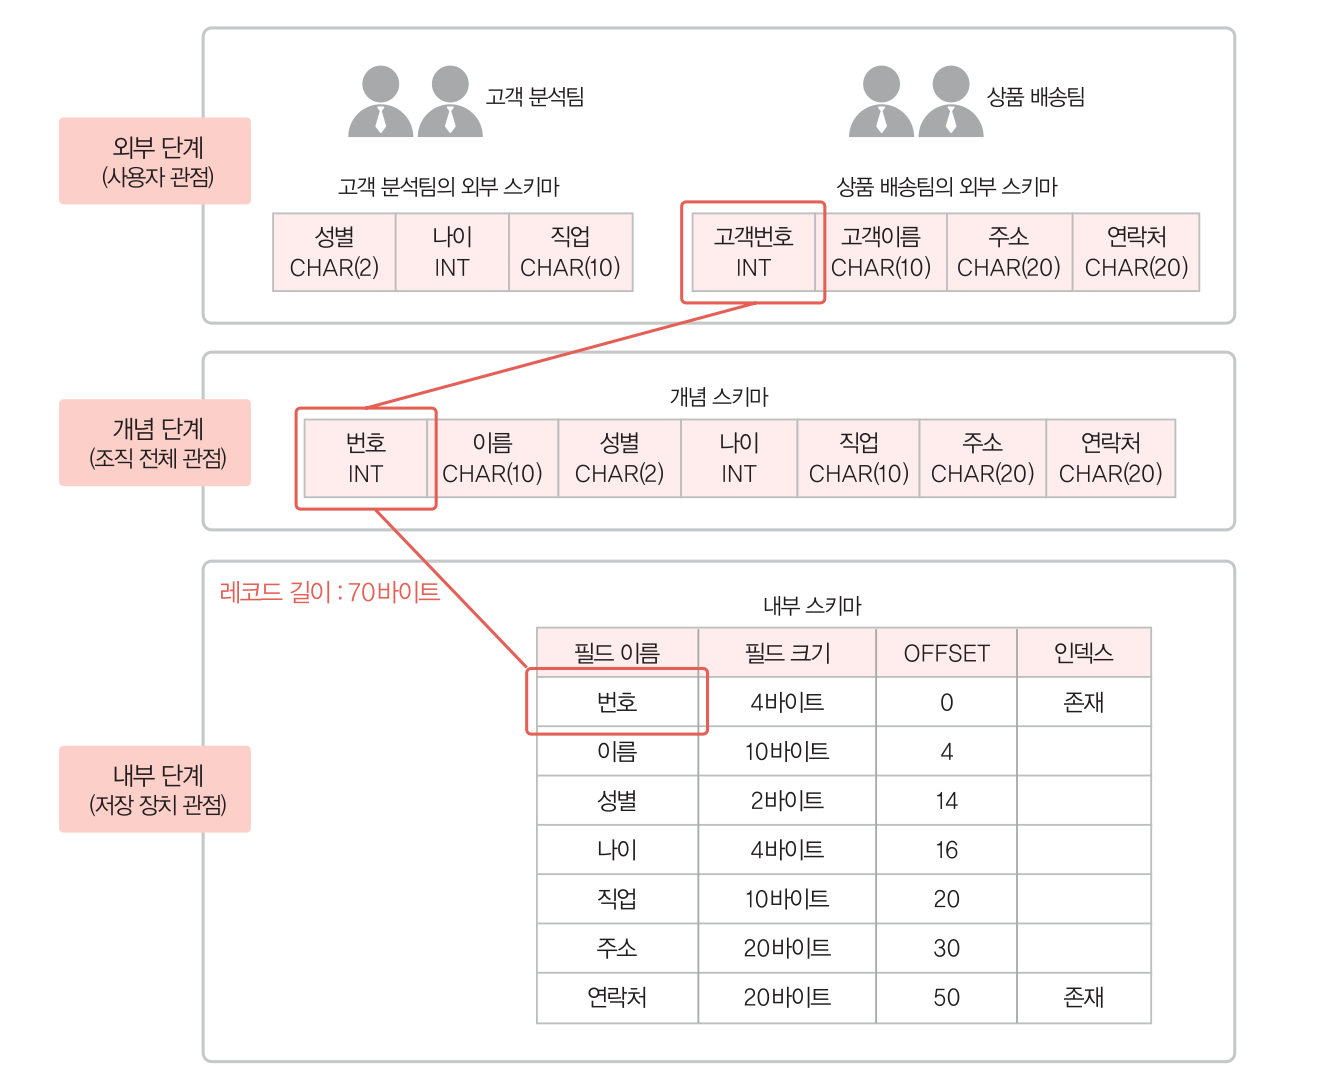 고객 분석팀
상품 배송팀
외부 단계
(사용자 관점)
고객 분석팀의 외부 스키마
상품 배송팀의 외부 스키마
성별 나이 직업
CHAR(2) INT CHAR(10)
고객번호 고객이름 주소 연락처
INT CHAR(10) CHAR(20) CHAR(20)
개념 단계
(조직 전체 관점)
개념 스키마
번호 이름 성별 나이 직업 주소 연락처
INT CHAR(10) CHAR(2) INT CHAR(10) CHAR(20) CHAR(20)
레코드 길이 : 70바이트
내부 단계
(저장 장치 관점)
내부 스키마
필드 이름 필드 크기 OFFSET 인덱스
번호 4바이트 0 존재
이름 10바이트 4
성별 2바이트 14
나이 4바이트 16
직업 10바이트 20
주소 20바이트 30
연락처 20바이트 50 존재